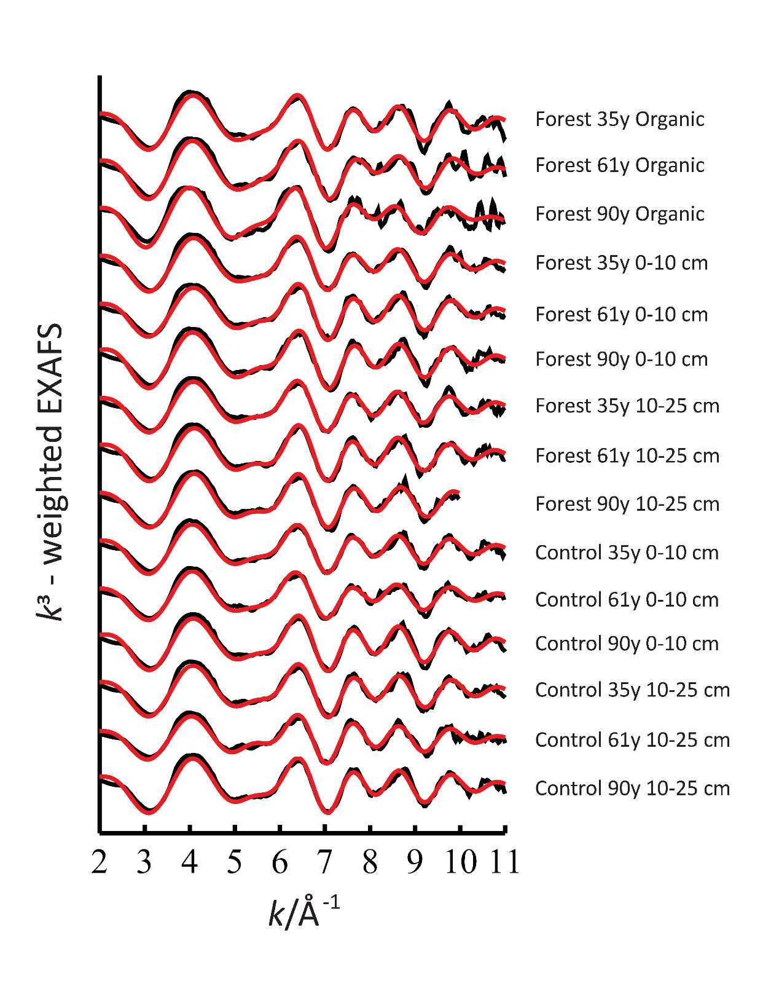 Forest 35y Organic
Forest 61y Organic
Forest 90y Organic
Forest 35y 0-10 cm
Forest 61y 0-10 cm
Forest 90y 0-10 cm
Forest 35y 10-25 cm
Forest 61y 10-25 cm
Forest 90y 10-25 cm
Control 35y 0-10 cm
Control 61y 0-10 cm
Control 90y 0-10 cm
Control 35y 10-25 cm
Control 61y 10-25 cm
Control 90y 10-25 cm
k³ - weighted EXAFS
2 3 4 5 6 7 8 9 10 11
k/Å⁻¹